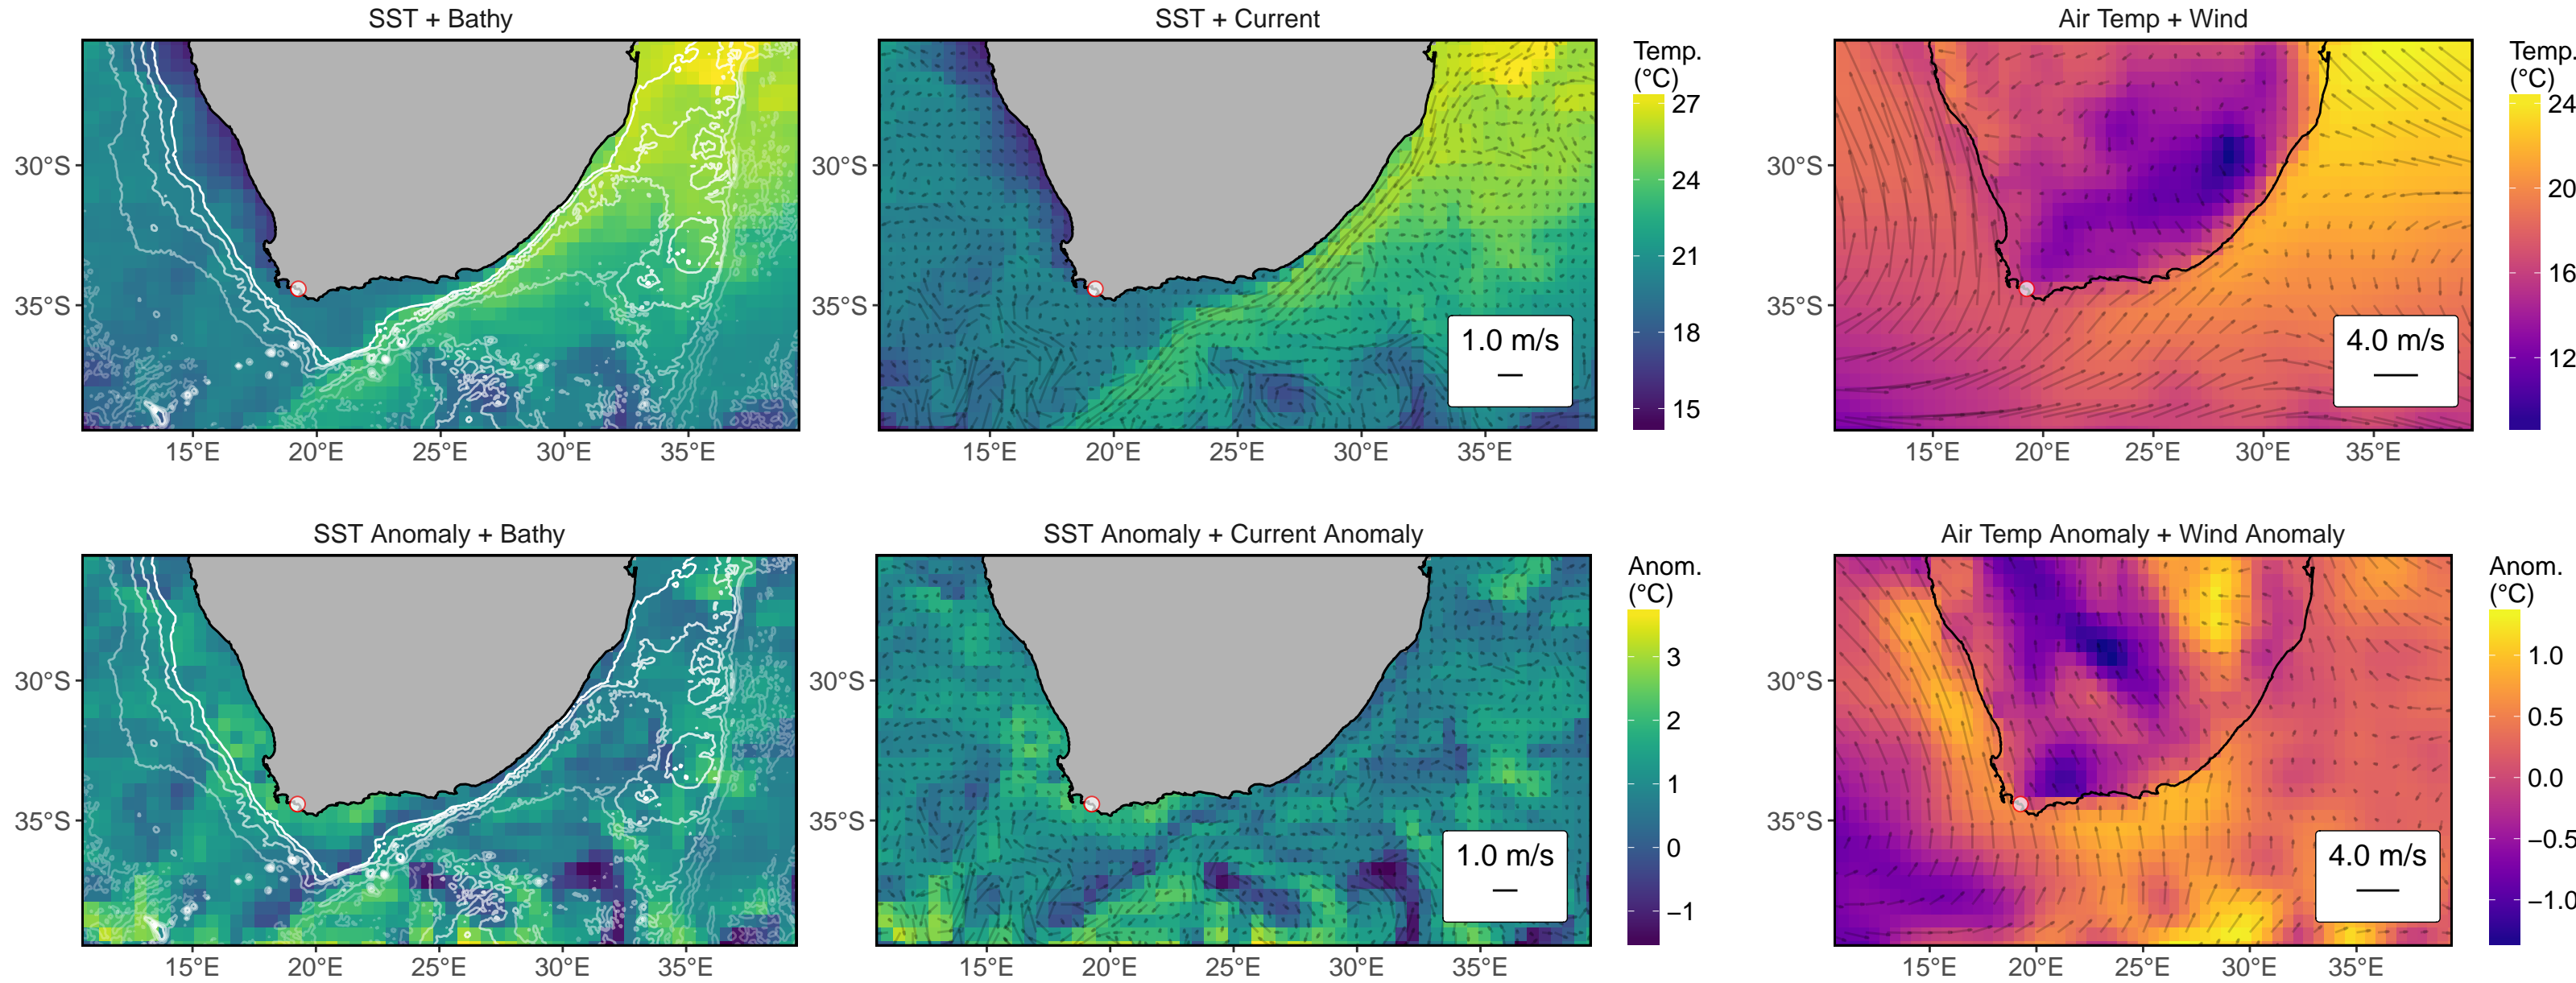 SST + Bathy
SST + Current
Air Temp + Wind
30°S
35°S
15°E
20°E
25°E
30°E
35°E
30°S
35°S
1.0 m/s
15°E
20°E
25°E
30°E
35°E
Temp.
(°C)
27
24
21
18
15
30°S
35°S
4.0 m/s
15°E
20°E
25°E
30°E
35°E
Temp.
(°C)
24
20
16
12
SST Anomaly + Bathy
SST Anomaly + Current Anomaly
Air Temp Anomaly + Wind Anomaly
30°S
35°S
15°E
20°E
25°E
30°E
35°E
30°S
35°S
1.0 m/s
15°E
20°E
25°E
30°E
35°E
Anom.
(°C)
3
2
1
0
−1
30°S
35°S
4.0 m/s
15°E
20°E
25°E
30°E
35°E
Anom.
(°C)
1.0
0.5
0.0
−0.5
−1.0